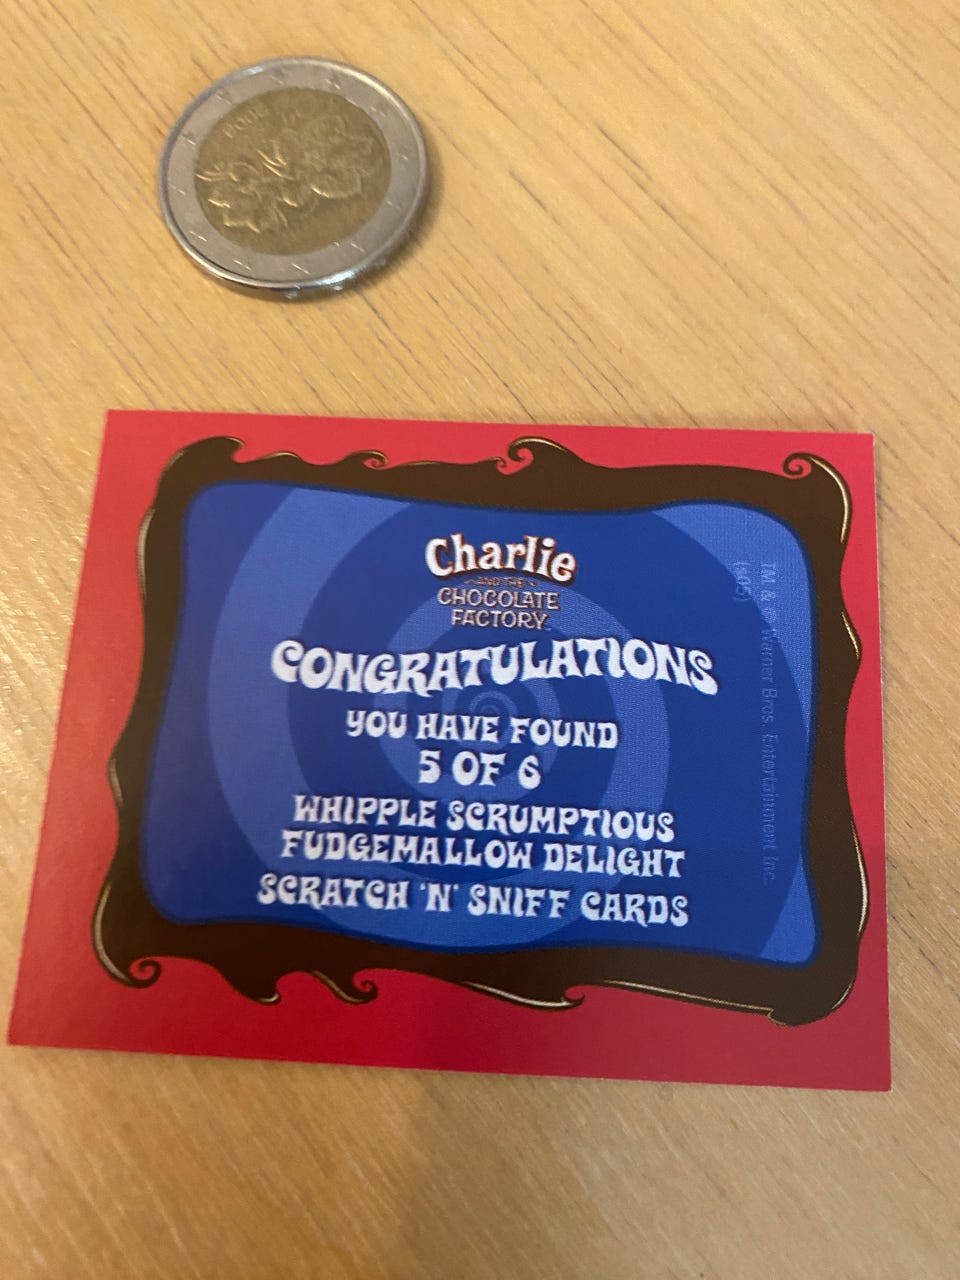 Charlie
AND THE
CHOCOLATE
FACTORY
CONGRATULATIONS
YOU HAVE FOUND
5 OF 6
WHIPPLE SCRUMPTIOUS
FUDGEMALLOW DELIGHT
SCRATCH 'N' SNIFF CARDS
TM & © Warner Bros. Entertainment Inc.
(s05)